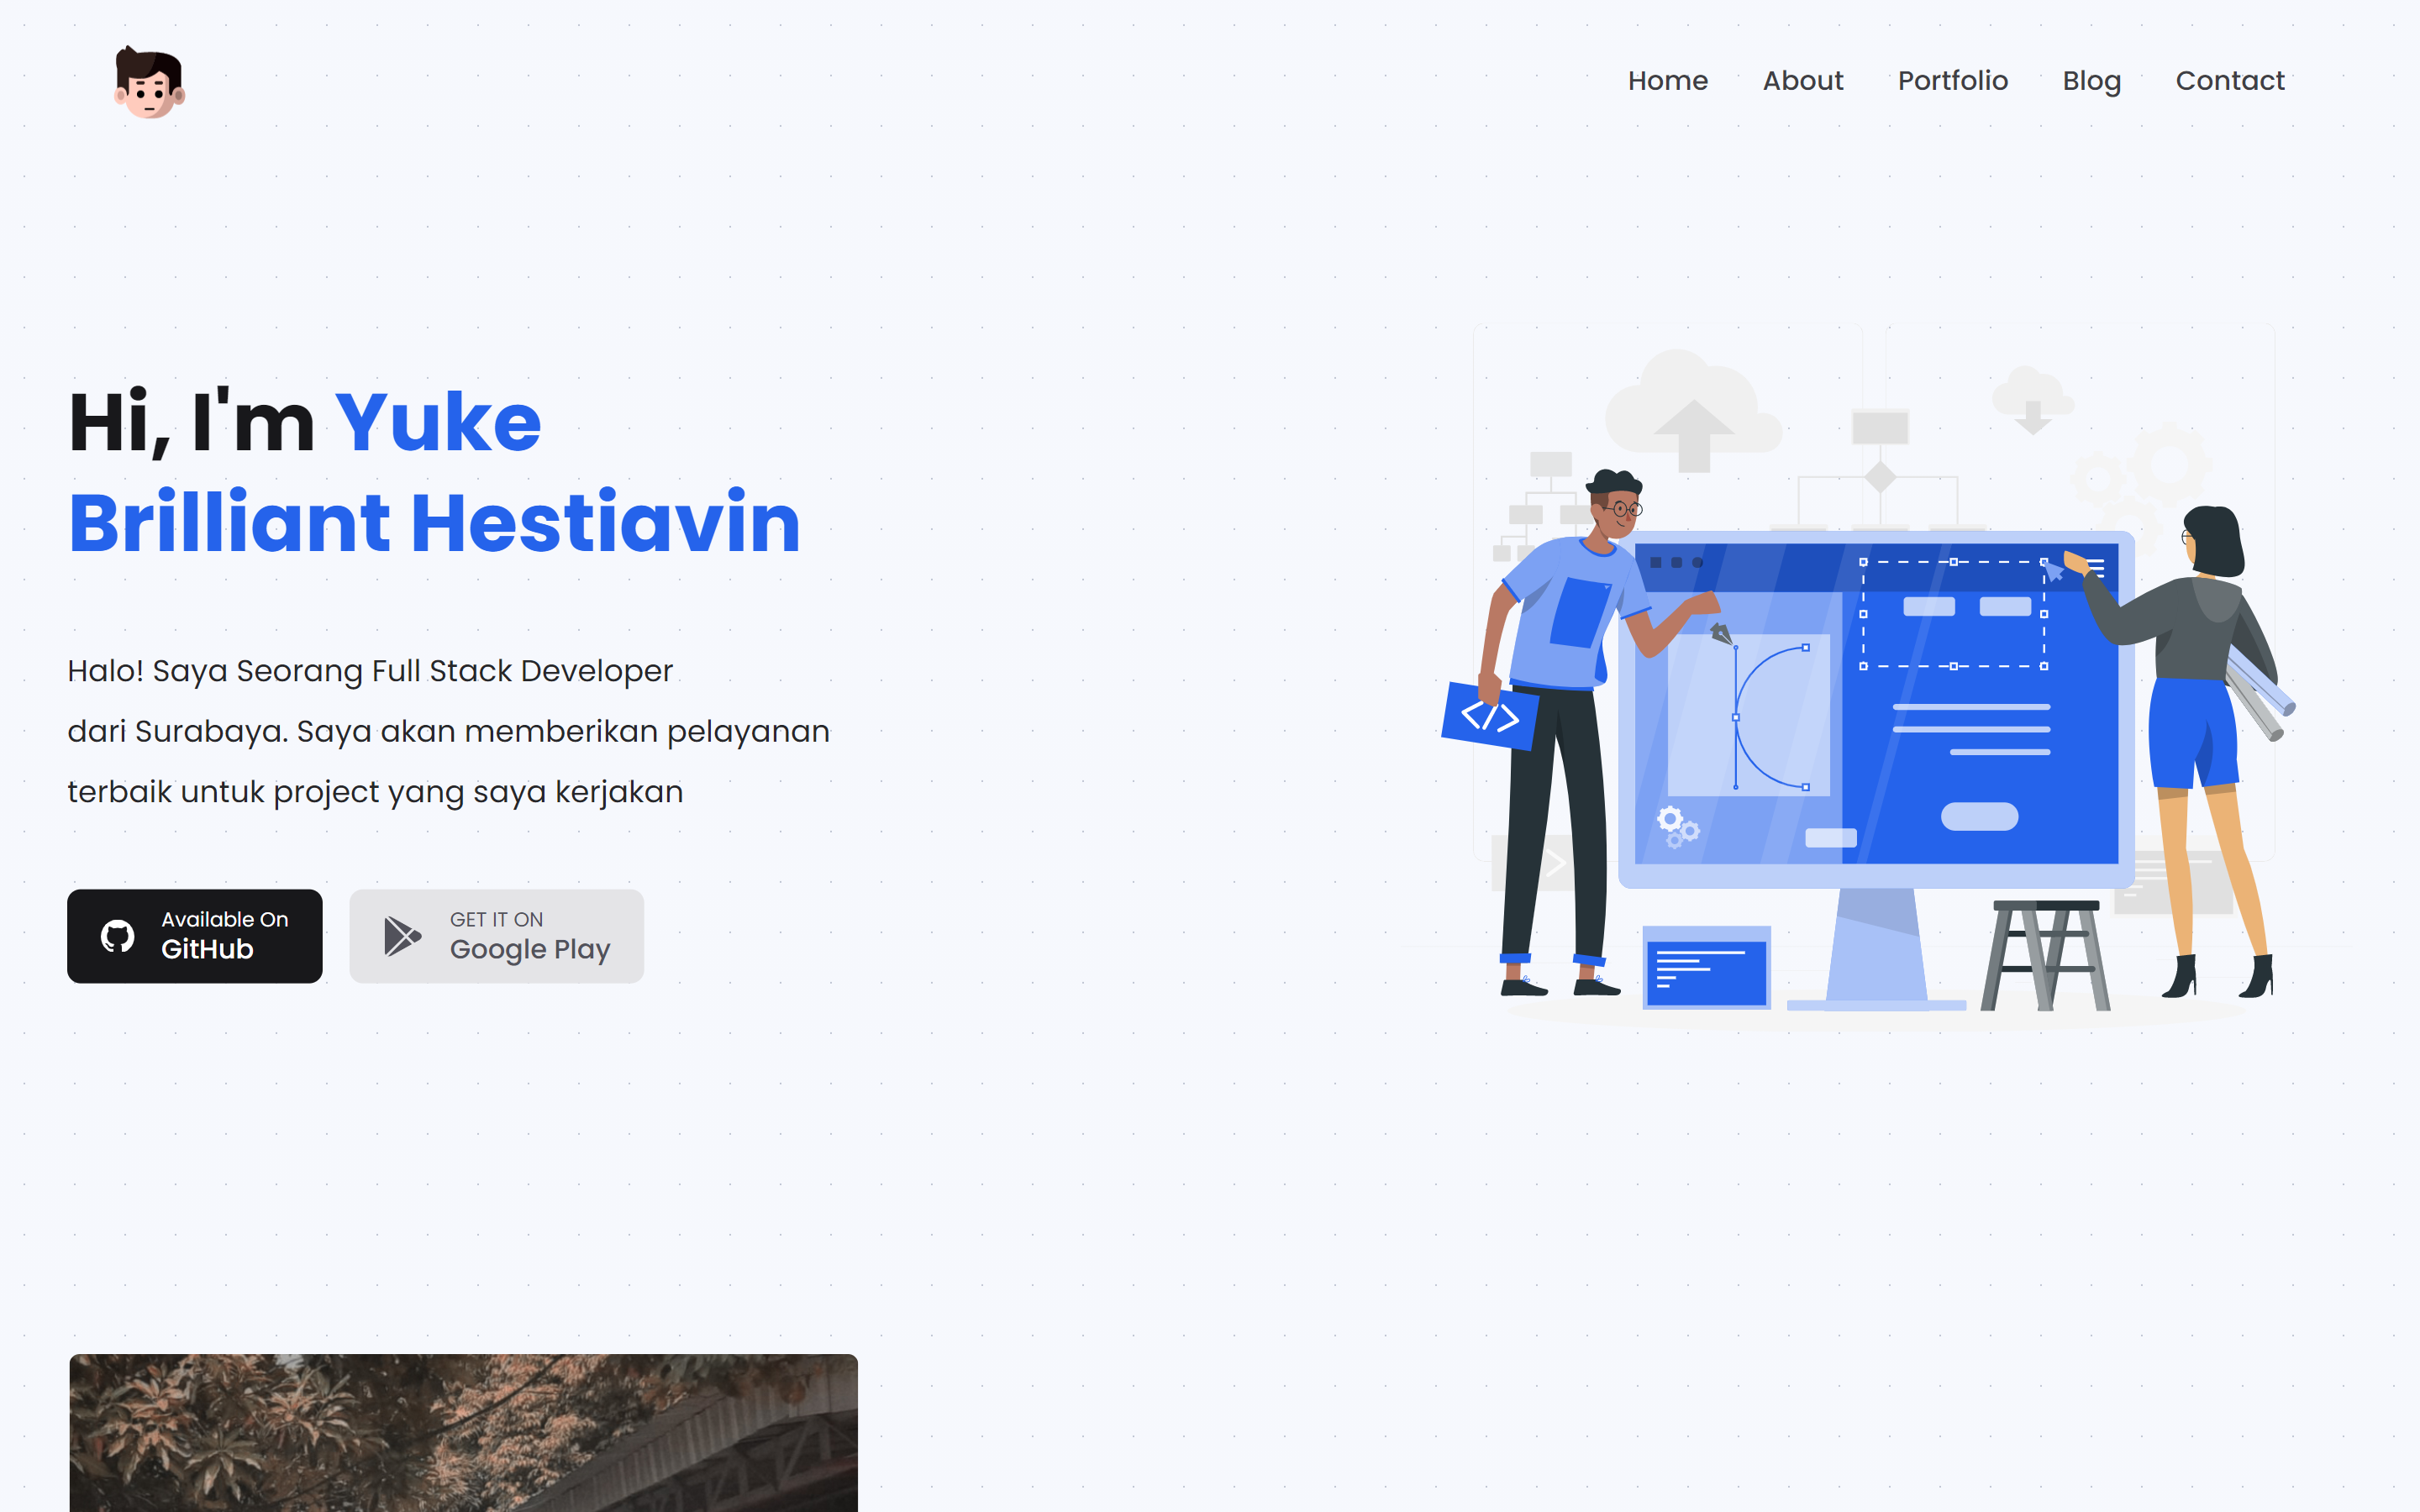 Home About Portfolio Blog Contact
Hi, I'm Yuke
Brilliant Hestiavin
Halo! Saya Seorang Full Stack Developer
dari Surabaya. Saya akan memberikan pelayanan
terbaik untuk project yang saya kerjakan
Available On
GitHub
GET IT ON
Google Play